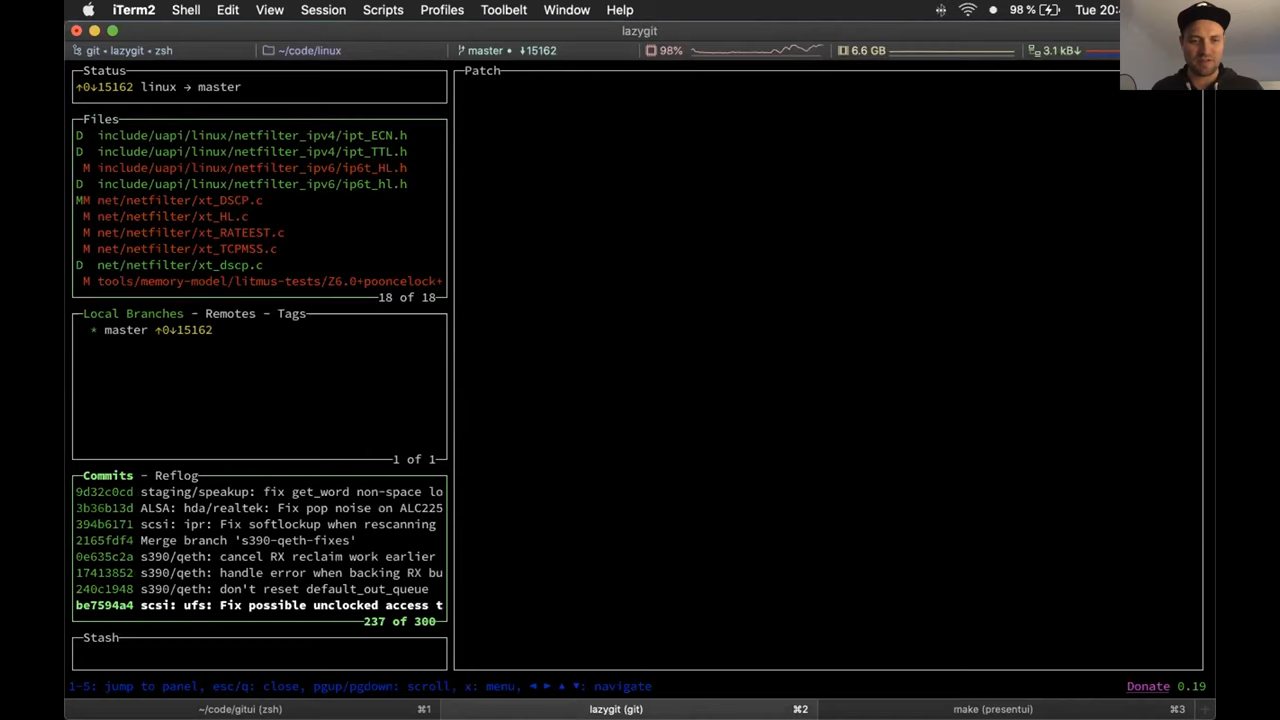 iTerm2 Shell Edit View Session Scripts Profiles Toolbelt Window Help 98% Tue 20:
lazygit
git • lazygit • zsh ~/code/linux master • ↓15162 98% 6.6 GB 3.1 kB↓
Status
↑0↓15162 linux → master
Files
D include/uapi/linux/netfilter_ipv4/ipt_ECN.h
D include/uapi/linux/netfilter_ipv4/ipt_TTL.h
M include/uapi/linux/netfilter_ipv6/ip6t_HL.h
D include/uapi/linux/netfilter_ipv6/ip6t_hl.h
MM net/netfilter/xt_DSCP.c
M net/netfilter/xt_HL.c
M net/netfilter/xt_RATEEST.c
M net/netfilter/xt_TCPMSS.c
D net/netfilter/xt_dscp.c
M tools/memory-model/litmus-tests/Z6.0+pooncelock+
18 of 18
Local Branches - Remotes - Tags
* master ↑0↓15162
1 of 1
Commits - Reflog
9d32c0cd staging/speakup: fix get_word non-space lo
3b36b13d ALSA: hda/realtek: Fix pop noise on ALC225
394b6171 scsi: ipr: Fix softlockup when rescanning
2165fdf4 Merge branch 's390-qeth-fixes'
0e635c2a s390/qeth: cancel RX reclaim work earlier
17413852 s390/qeth: handle error when backing RX bu
240c1948 s390/qeth: don't reset default_out_queue
be7594a4 scsi: ufs: Fix possible unclocked access t
237 of 300
Stash
Patch
1-5: jump to panel, esc/q: close, pgup/pgdown: scroll, x: menu, ◄ ► ▲ ▼: navigate
Donate 0.19
~/code/gitui (zsh) ⌘1 lazygit (git) ⌘2 make (presentui) ⌘3